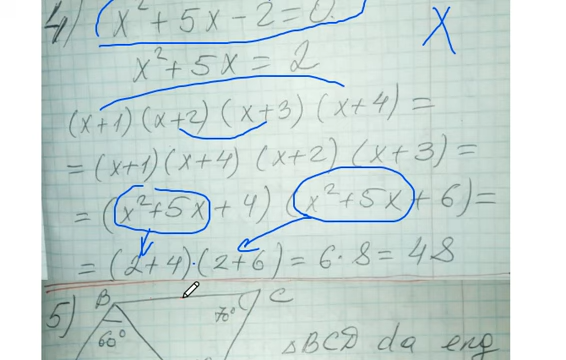 4) x² + 5x - 2 = 0. X
x² + 5x = 2
(x+1)(x+2)(x+3)(x+4) =
= (x+1)(x+4)(x+2)(x+3) =
= (x²+5x + 4)(x²+5x + 6) =
= (2+4)·(2+6) = 6·8 = 48
5) B C
60° 70° △BCD da eng